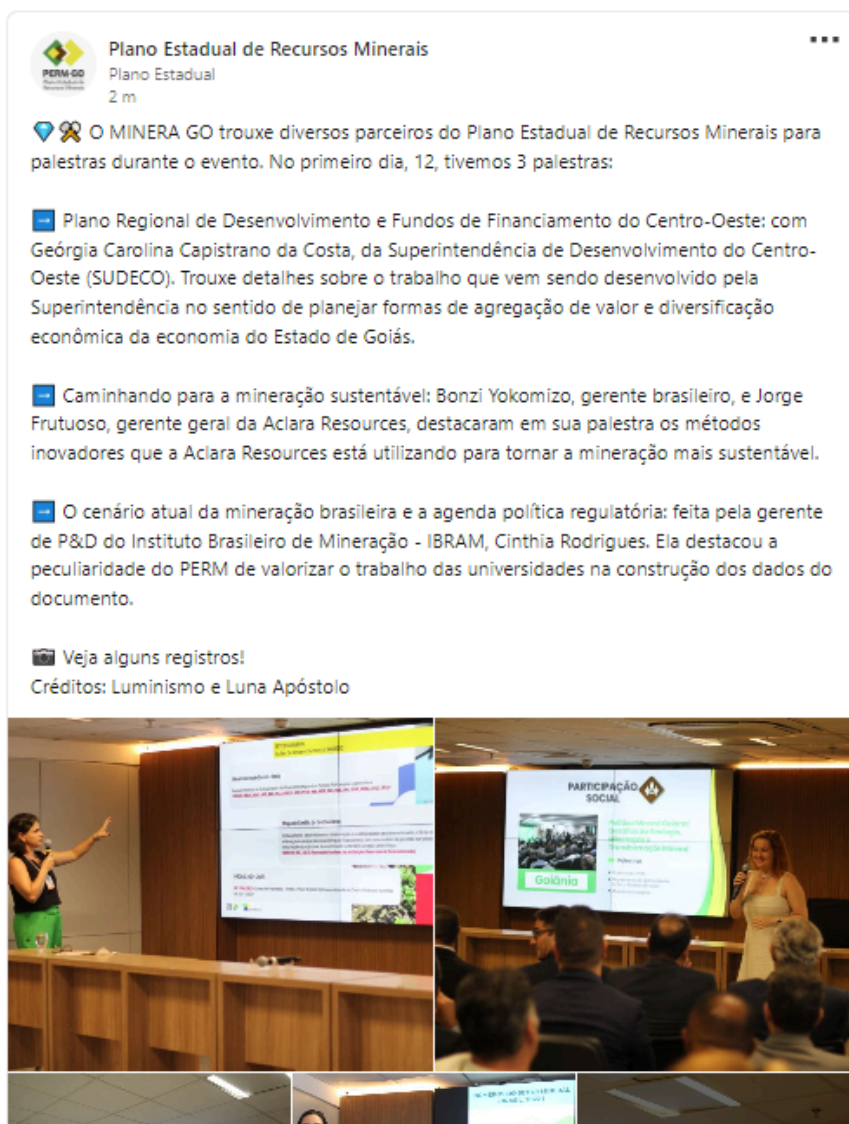 Plano Estadual de Recursos Minerais
Plano Estadual
2 m
PERM-GO
💎⚒️ O MINERA GO trouxe diversos parceiros do Plano Estadual de Recursos Minerais para
palestras durante o evento. No primeiro dia, 12, tivemos 3 palestras:
➡️ Plano Regional de Desenvolvimento e Fundos de Financiamento do Centro-Oeste: com
Geórgia Carolina Capistrano da Costa, da Superintendência de Desenvolvimento do Centro-
Oeste (SUDECO). Trouxe detalhes sobre o trabalho que vem sendo desenvolvido pela
Superintendência no sentido de planejar formas de agregação de valor e diversificação
econômica da economia do Estado de Goiás.
➡️ Caminhando para a mineração sustentável: Bonzi Yokomizo, gerente brasileiro, e Jorge
Frutuoso, gerente geral da Aclara Resources, destacaram em sua palestra os métodos
inovadores que a Aclara Resources está utilizando para tornar a mineração mais sustentável.
➡️ O cenário atual da mineração brasileira e a agenda política regulatória: feita pela gerente
de P&D do Instituto Brasileiro de Mineração - IBRAM, Cinthia Rodrigues. Ela destacou a
peculiaridade do PERM de valorizar o trabalho das universidades na construção dos dados do
documento.
📷 Veja alguns registros!
Créditos: Luminismo e Luna Apóstolo
PARTICIPAÇÃO
SOCIAL
Goiânia